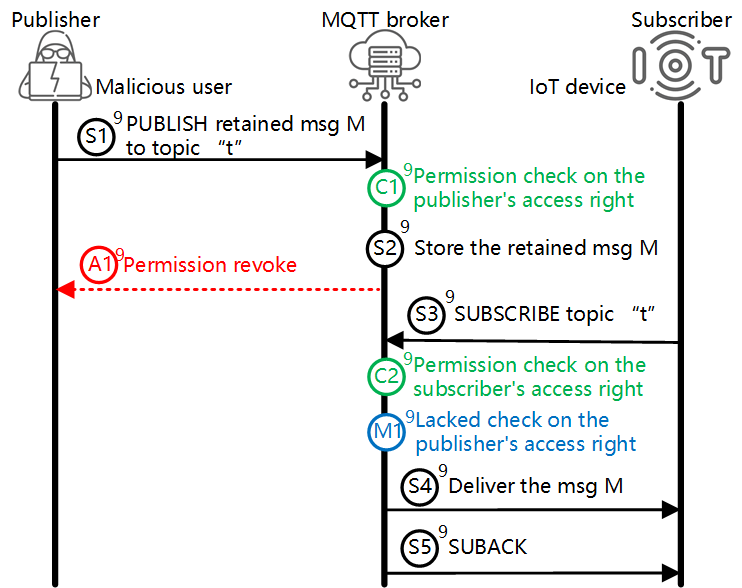 Publisher MQTT broker Subscriber
IOT
Malicious user IoT device
S1 9 PUBLISH retained msg M
to topic “t”
C1 9 Permission check on the
publisher's access right
S2 9 Store the retained msg M
A1 9 Permission revoke
S3 9 SUBSCRIBE topic “t”
C2 9 Permission check on the
subscriber's access right
M1 9 Lacked check on the
publisher's access right
S4 9 Deliver the msg M
S5 9 SUBACK